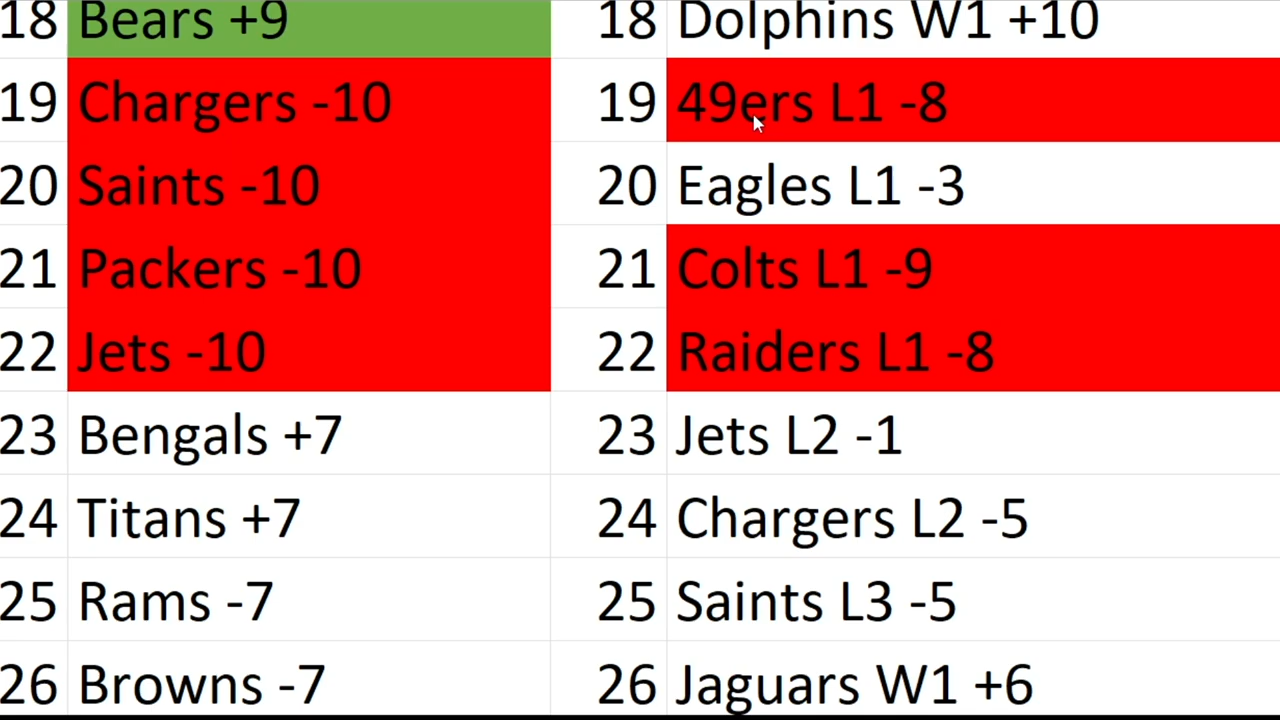 18 Bears +9 18 Dolphins W1 +10
19 Chargers -10 19 49ers L1 -8
20 Saints -10 20 Eagles L1 -3
21 Packers -10 21 Colts L1 -9
22 Jets -10 22 Raiders L1 -8
23 Bengals +7 23 Jets L2 -1
24 Titans +7 24 Chargers L2 -5
25 Rams -7 25 Saints L3 -5
26 Browns -7 26 Jaguars W1 +6